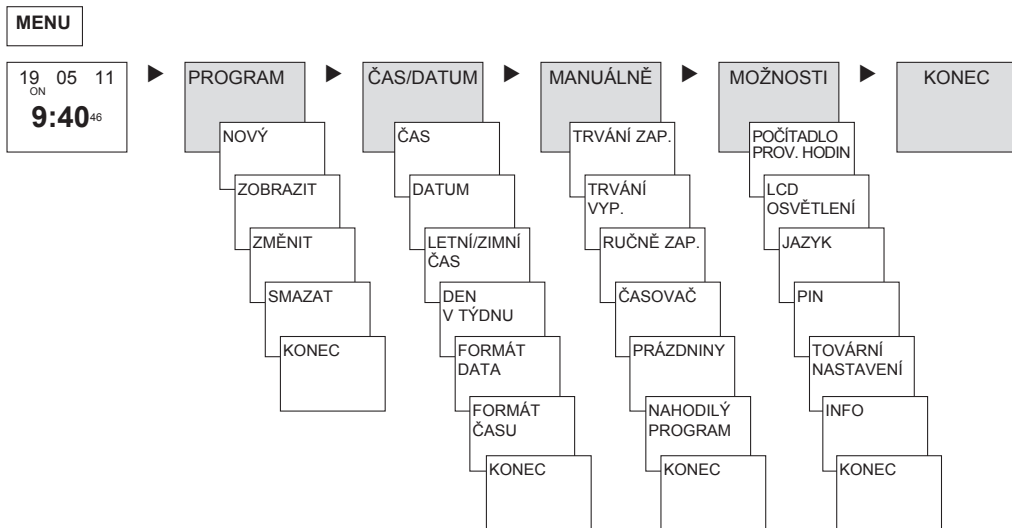 MENU
19 05 11
ON
9:40 46
PROGRAM
NOVÝ
ZOBRAZIT
ZMĚNIT
SMAZAT
KONEC
ČAS/DATUM
ČAS
DATUM
LETNÍ/ZIMNÍ
ČAS
DEN
V TÝDNU
FORMÁT
DATA
FORMÁT
ČASU
KONEC
MANUÁLNĚ
TRVÁNÍ ZAP.
TRVÁNÍ
VYP.
RUČNĚ ZAP.
ČASOVAČ
PRÁZDNINY
NAHODILÝ
PROGRAM
KONEC
MOŽNOSTI
POČÍTADLO
PROV. HODIN
LCD
OSVĚTLENÍ
JAZYK
PIN
TOVÁRNÍ
NASTAVENÍ
INFO
KONEC
KONEC